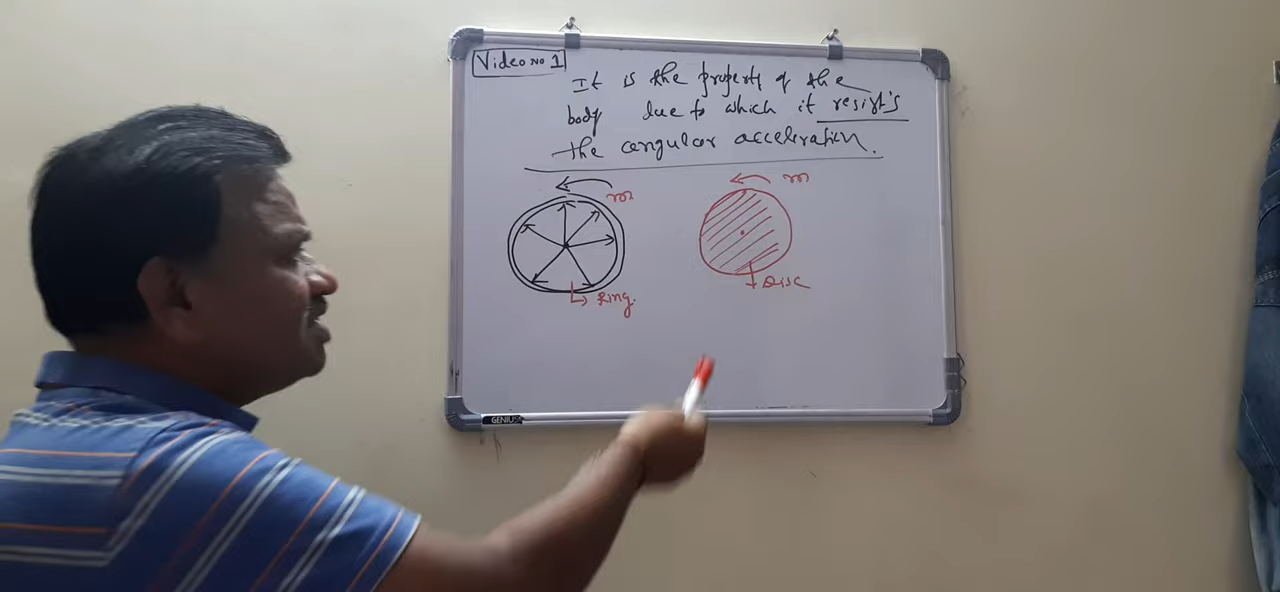 Video No 1
It is the property of the
body due to which it resist's
the angular acceleration.
m
m
Ring.
Disc
GENIUS